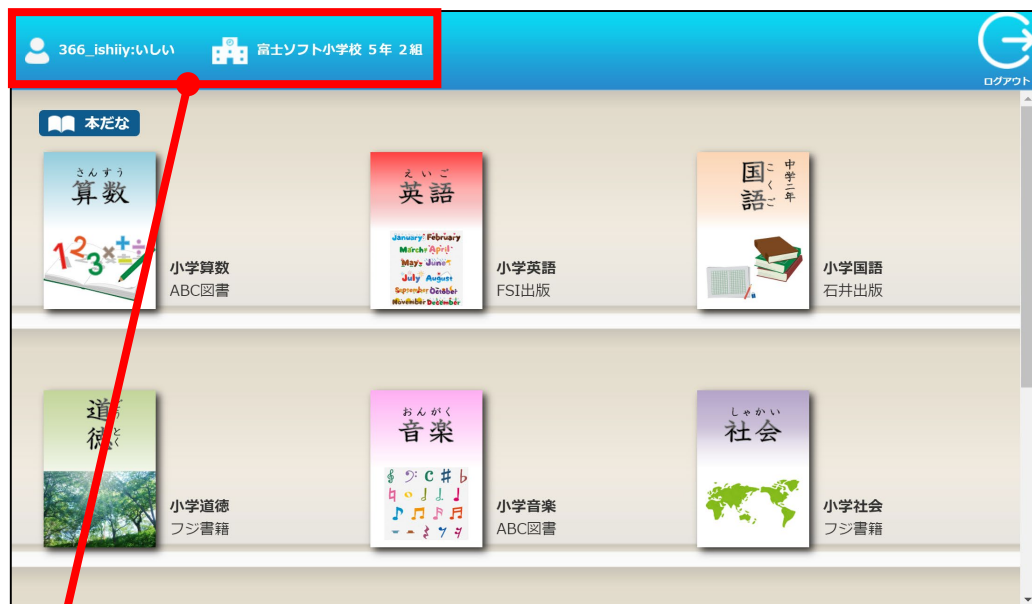 366_ishiiy:いしい
富士ソフト小学校 5年 2組
ログアウト
本だな
さんすう
算数
123×+÷
小学算数
ABC図書
えいご
英語
January February
March April
May June
July August
September October
November December
小学英語
FSI出版
中学二年
国語
こくご
小学国語
石井出版
道徳
とく
小学道徳
フジ書籍
おんがく
音楽
小学音楽
ABC図書
しゃかい
社会
小学社会
フジ書籍